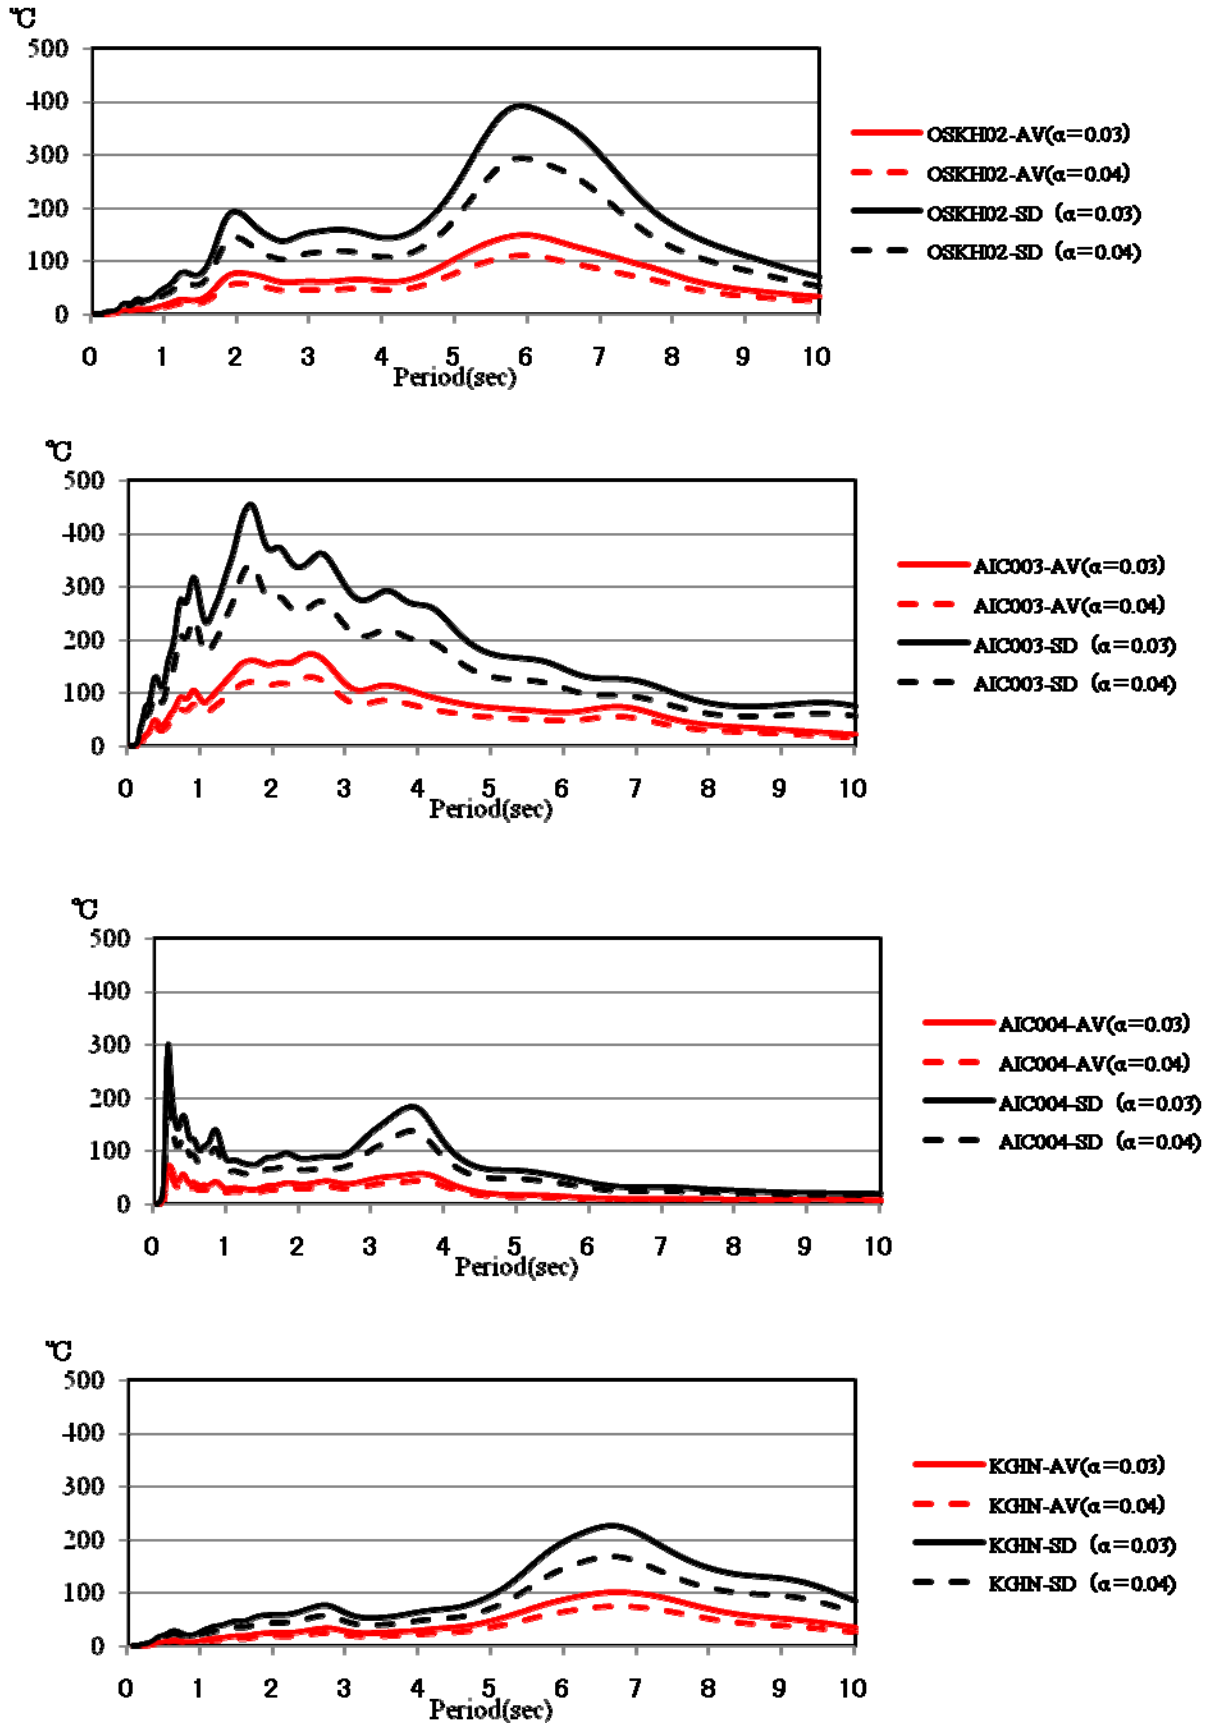 ℃
500
400
300
200
100
0
0 1 2 3 4 5 6 7 8 9 10
Period(sec)
OSKH02-AV(α=0.03)
OSKH02-AV(α=0.04)
OSKH02-SD (α=0.03)
OSKH02-SD (α=0.04)
℃
500
400
300
200
100
0
0 1 2 3 4 5 6 7 8 9 10
Period(sec)
AIC003-AV(α=0.03)
AIC003-AV(α=0.04)
AIC003-SD (α=0.03)
AIC003-SD (α=0.04)
℃
500
400
300
200
100
0
0 1 2 3 4 5 6 7 8 9 10
Period(sec)
AIC004-AV(α=0.03)
AIC004-AV(α=0.04)
AIC004-SD (α=0.03)
AIC004-SD (α=0.04)
℃
500
400
300
200
100
0
0 1 2 3 4 5 6 7 8 9 10
Period(sec)
KGHN-AV(α=0.03)
KGHN-AV(α=0.04)
KGHN-SD (α=0.03)
KGHN-SD (α=0.04)